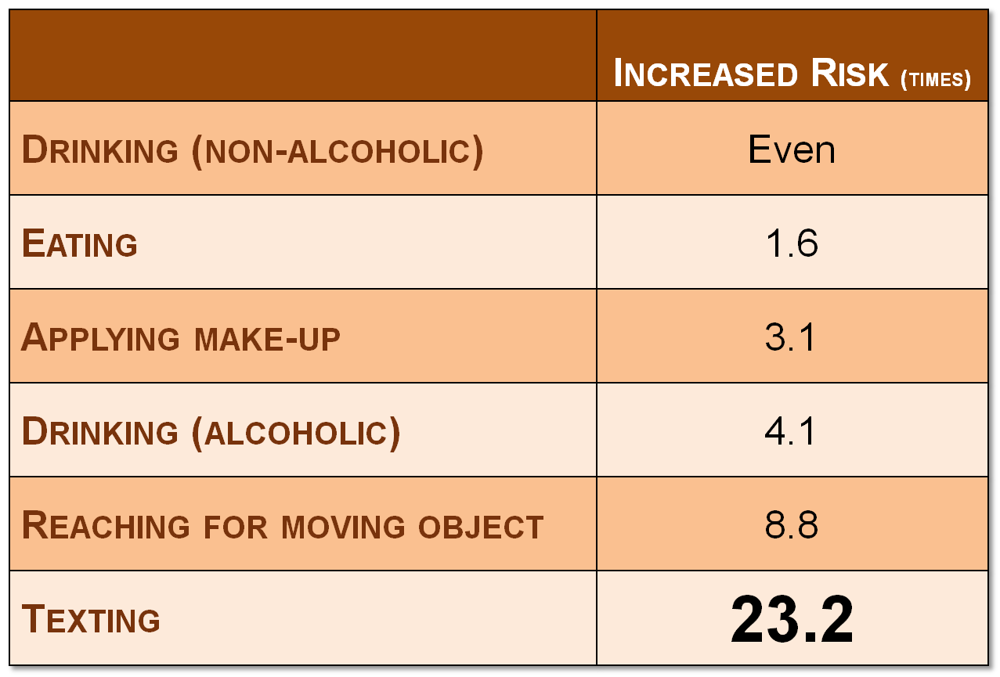 INCREASED RISK (TIMES)
DRINKING (NON-ALCOHOLIC) Even
EATING 1.6
APPLYING MAKE-UP 3.1
DRINKING (ALCOHOLIC) 4.1
REACHING FOR MOVING OBJECT 8.8
TEXTING 23.2